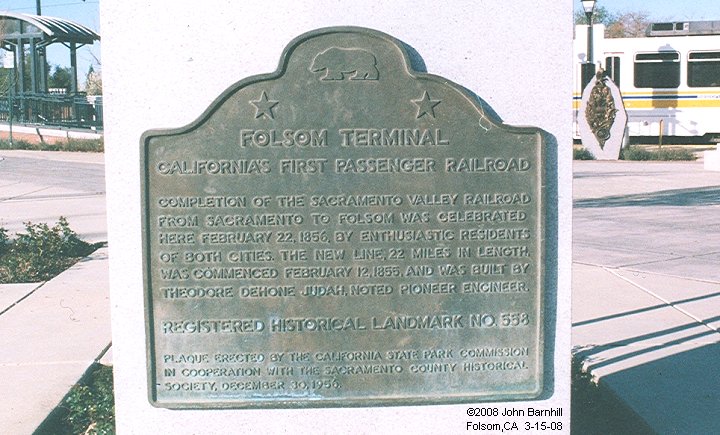 FOLSOM TERMINAL
CALIFORNIA'S FIRST PASSENGER RAILROAD
COMPLETION OF THE SACRAMENTO VALLEY RAILROAD
FROM SACRAMENTO TO FOLSOM WAS CELEBRATED
HERE FEBRUARY 22, 1856, BY ENTHUSIASTIC RESIDENTS
OF BOTH CITIES. THE NEW LINE, 22 MILES IN LENGTH,
WAS COMMENCED FEBRUARY 12, 1855, AND WAS BUILT BY
THEODORE DEHONE JUDAH, NOTED PIONEER ENGINEER.
REGISTERED HISTORICAL LANDMARK NO. 558
PLAQUE ERECTED BY THE CALIFORNIA STATE PARK COMMISSION
IN COOPERATION WITH THE SACRAMENTO COUNTY HISTORICAL
SOCIETY, DECEMBER 30, 1956.
©2008 John Barnhill
Folsom,CA 3-15-08